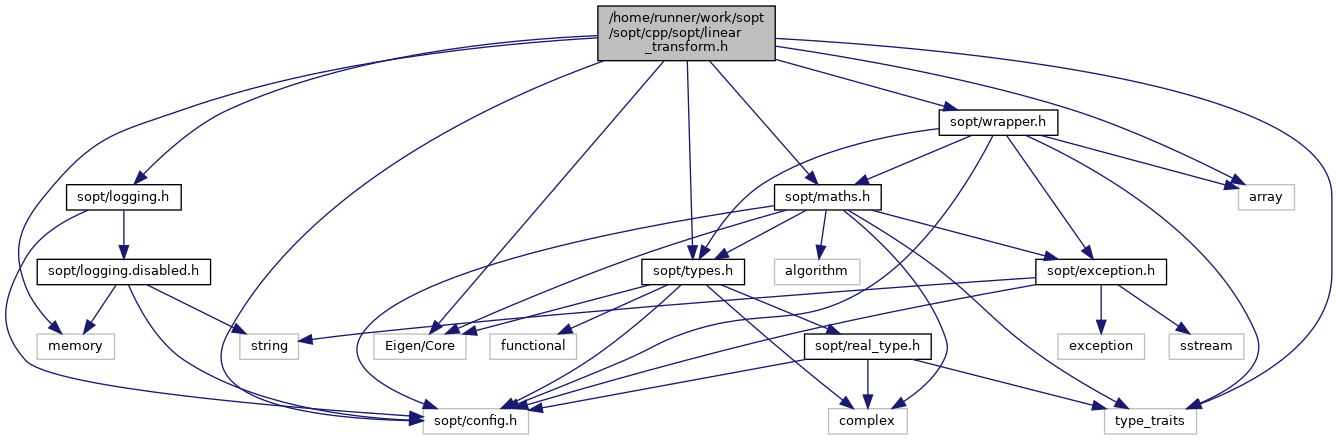 /home/runner/work/sopt
/sopt/cpp/sopt/linear
_transform.h
sopt/wrapper.h
sopt/logging.h
sopt/maths.h
array
sopt/logging.disabled.h
sopt/types.h
algorithm
sopt/exception.h
memory
string
Eigen/Core
functional
sopt/real_type.h
exception
sstream
sopt/config.h
complex
type_traits